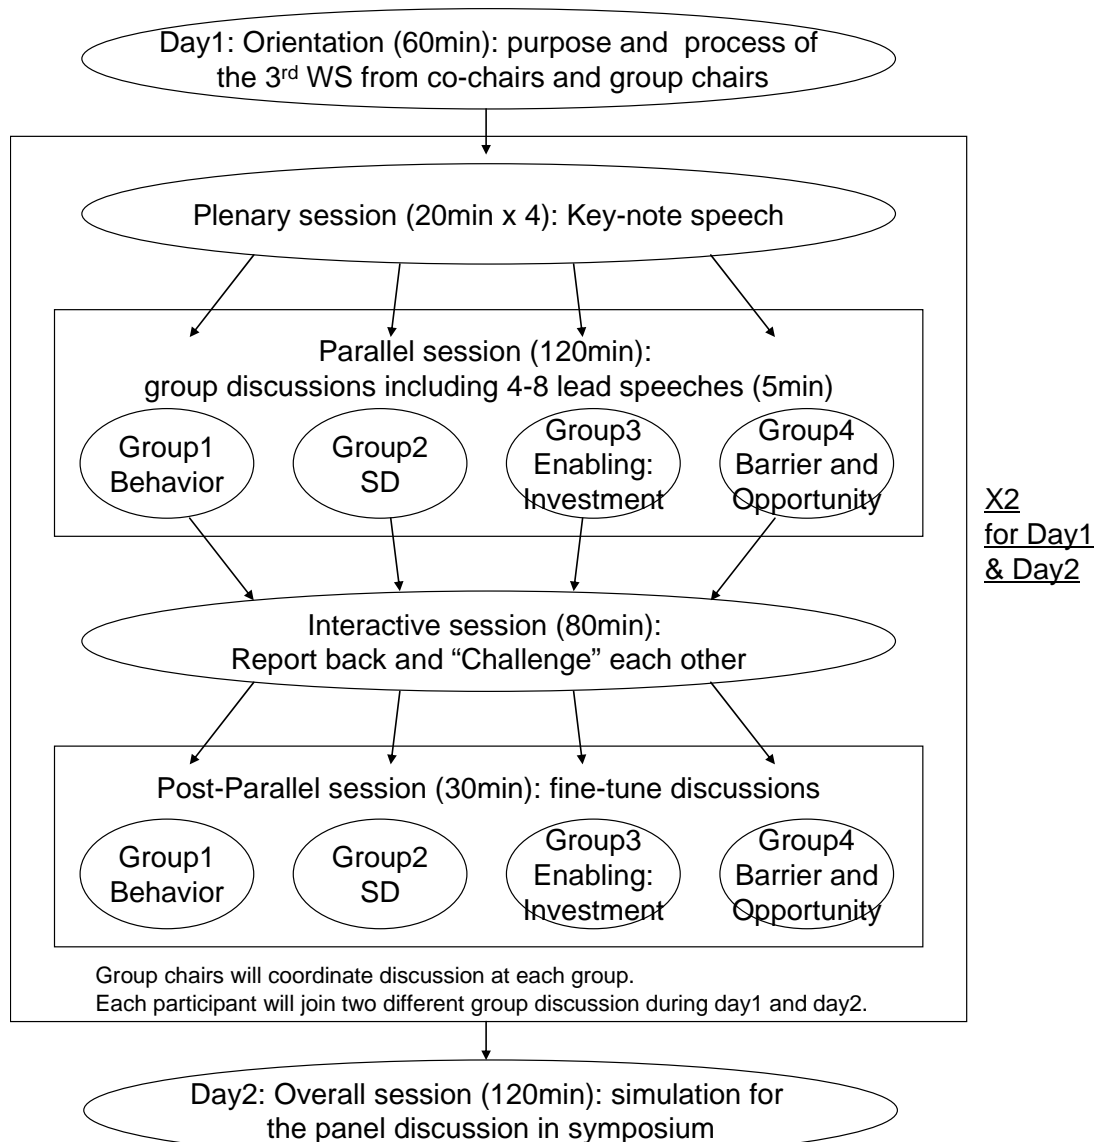 Day1: Orientation (60min): purpose and process of
the 3rd WS from co-chairs and group chairs
Plenary session (20min x 4): Key-note speech
Parallel session (120min):
group discussions including 4-8 lead speeches (5min)
Group1
Behavior
Group2
SD
Group3
Enabling:
Investment
Group4
Barrier and
Opportunity
X2
for Day1
& Day2
Interactive session (80min):
Report back and “Challenge” each other
Post-Parallel session (30min): fine-tune discussions
Group1
Behavior
Group2
SD
Group3
Enabling:
Investment
Group4
Barrier and
Opportunity
Group chairs will coordinate discussion at each group.
Each participant will join two different group discussion during day1 and day2.
Day2: Overall session (120min): simulation for
the panel discussion in symposium